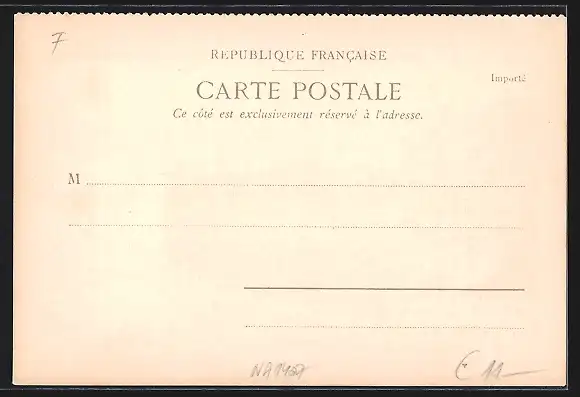 7
REPUBLIQUE FRANÇAISE
Importé
CARTE POSTALE
Ce côté est exclusivement réservé à l'adresse.
M
€ 11—